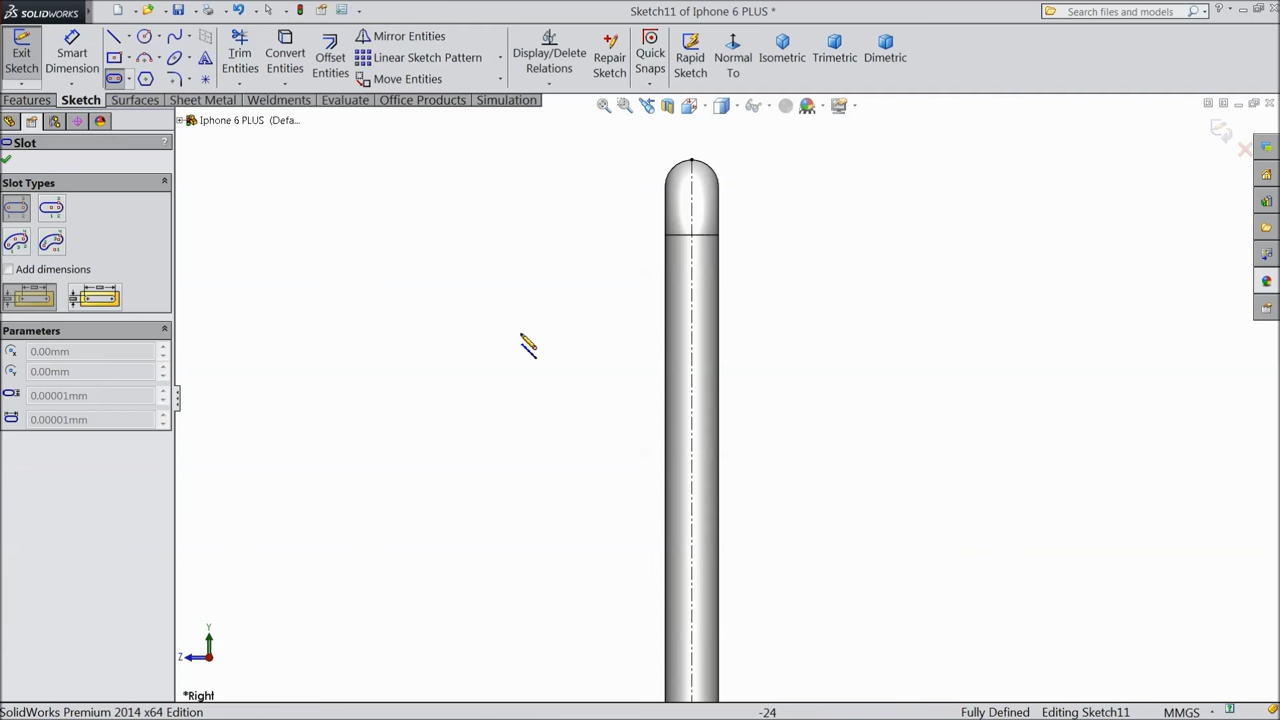 SOLIDWORKS
Sketch11 of Iphone 6 PLUS *
Search files and models
Exit Sketch
Smart Dimension
Trim Entities
Convert Entities
Offset Entities
Mirror Entities
Linear Sketch Pattern
Move Entities
Display/Delete Relations
Repair Sketch
Quick Snaps
Rapid Sketch
Normal To
Isometric
Trimetric
Dimetric
Features Sketch Surfaces Sheet Metal Weldments Evaluate Office Products Simulation
Iphone 6 PLUS (Defa...
Slot
?
Slot Types
Add dimensions
Parameters
0.00mm
0.00mm
0.00001mm
0.00001mm
Y
Z
*Right
SolidWorks Premium 2014 x64 Edition
-24
Fully Defined
Editing Sketch11
MMGS